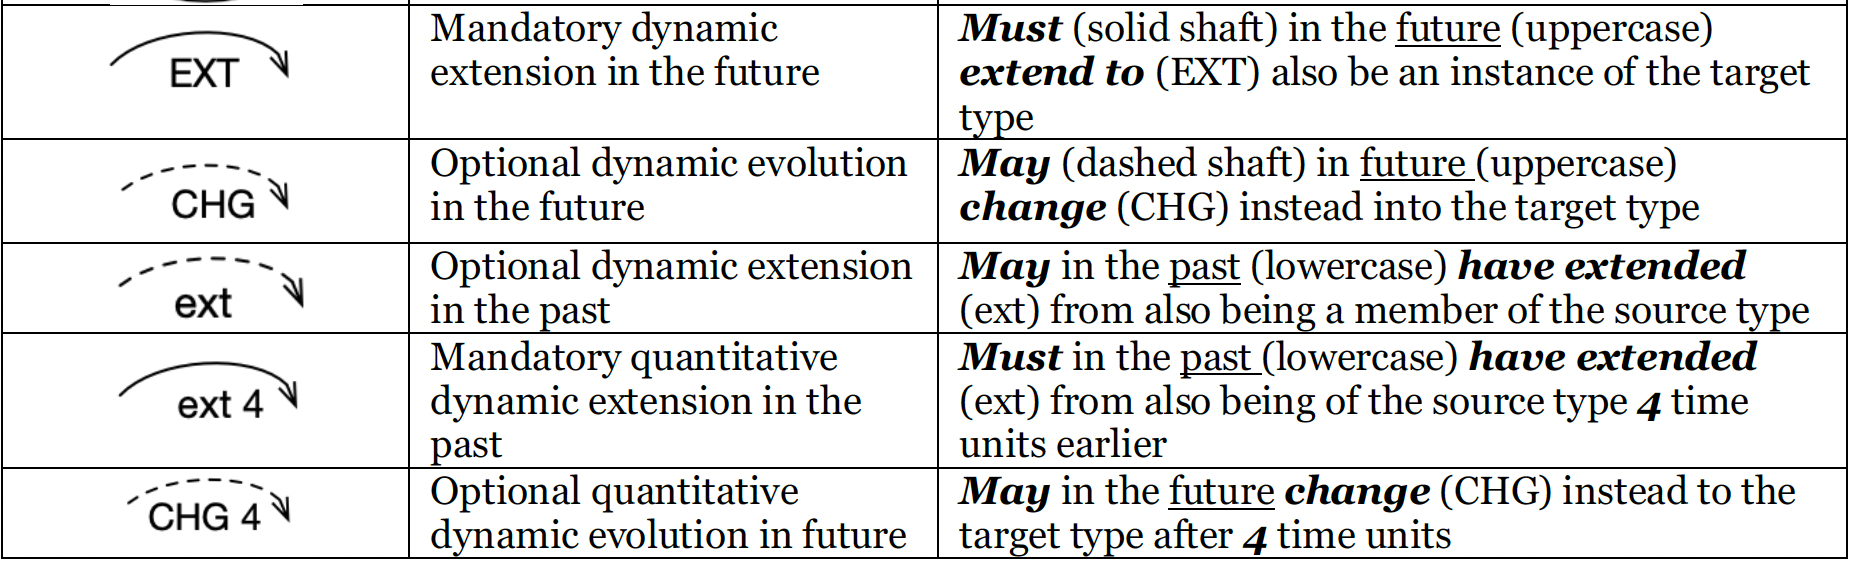 EXT
Mandatory dynamic
extension in the future
Must (solid shaft) in the future (uppercase)
extend to (EXT) also be an instance of the target
type
CHG
Optional dynamic evolution
in the future
May (dashed shaft) in future (uppercase)
change (CHG) instead into the target type
ext
Optional dynamic extension
in the past
May in the past (lowercase) have extended
(ext) from also being a member of the source type
ext 4
Mandatory quantitative
dynamic extension in the
past
Must in the past (lowercase) have extended
(ext) from also being of the source type 4 time
units earlier
CHG 4
Optional quantitative
dynamic evolution in future
May in the future change (CHG) instead to the
target type after 4 time units